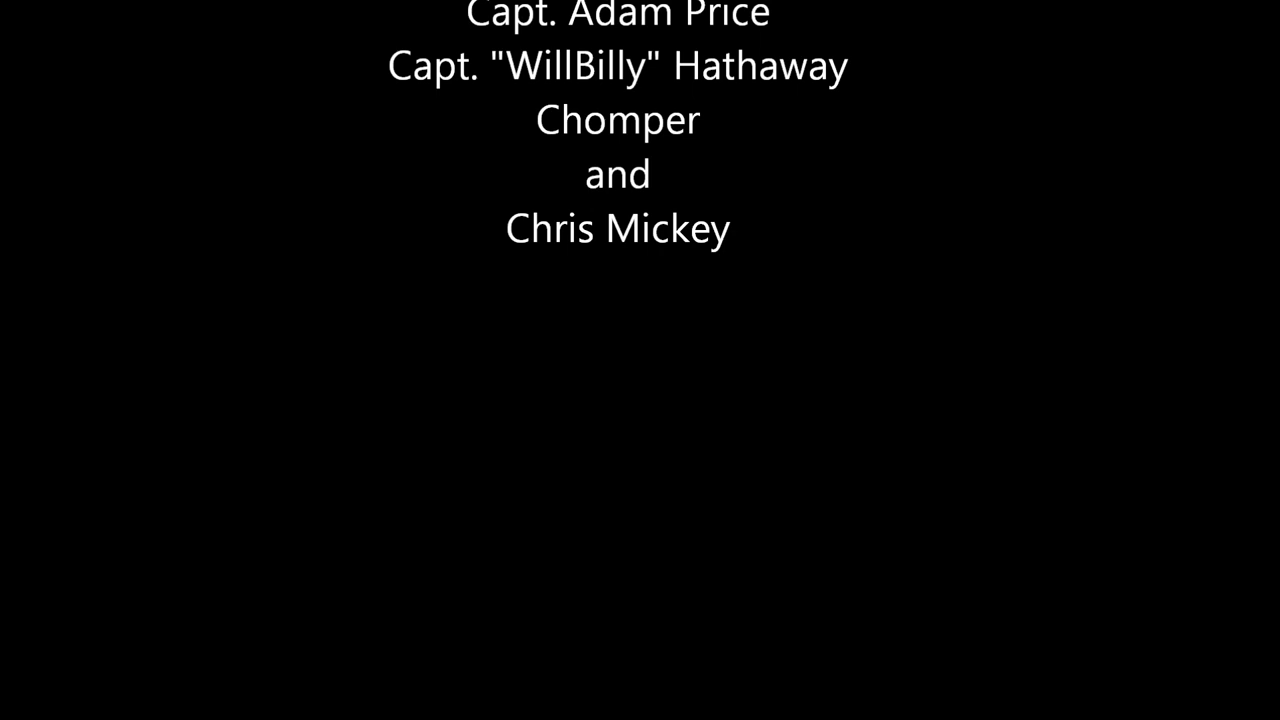 Capt. Adam Price
Capt. "WillBilly" Hathaway
Chomper
and
Chris Mickey